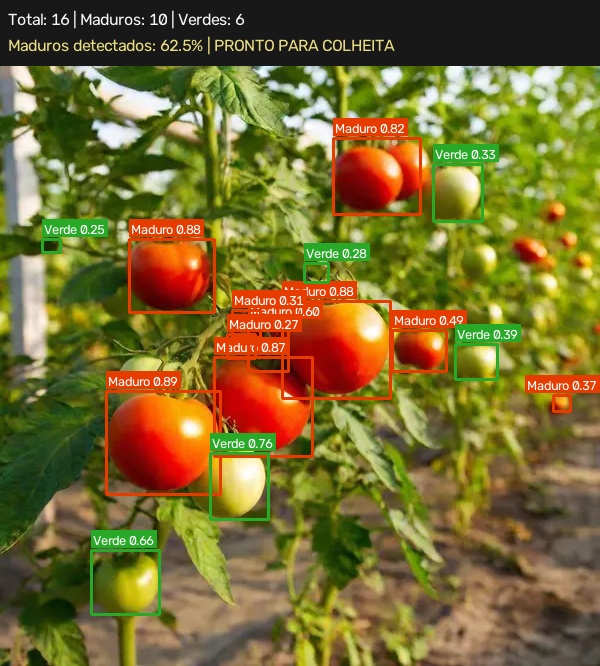 Total: 16 | Maduros: 10 | Verdes: 6
Maduros detectados: 62.5% | PRONTO PARA COLHEITA
Maduro 0.82
Verde 0.33
Verde 0.25
Maduro 0.88
Verde 0.28
Maduro 0.88
Maduro 0.31
Maduro 0.60
Maduro 0.49
Maduro 0.27
Verde 0.39
Maduro 0.87
Maduro 0.89
Maduro 0.37
Verde 0.76
Verde 0.66